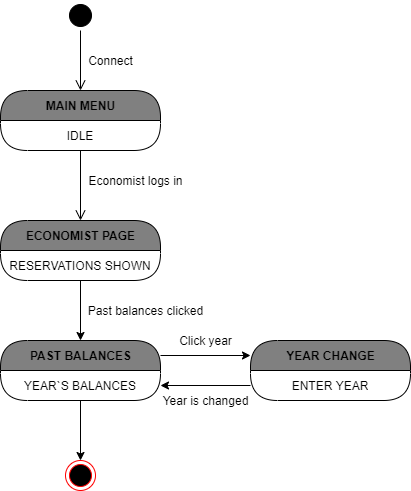 Connect
MAIN MENU
IDLE
Economist logs in
ECONOMIST PAGE
RESERVATIONS SHOWN
Past balances clicked
Click year
PAST BALANCES
YEAR CHANGE
YEAR`S BALANCES
ENTER YEAR
Year is changed